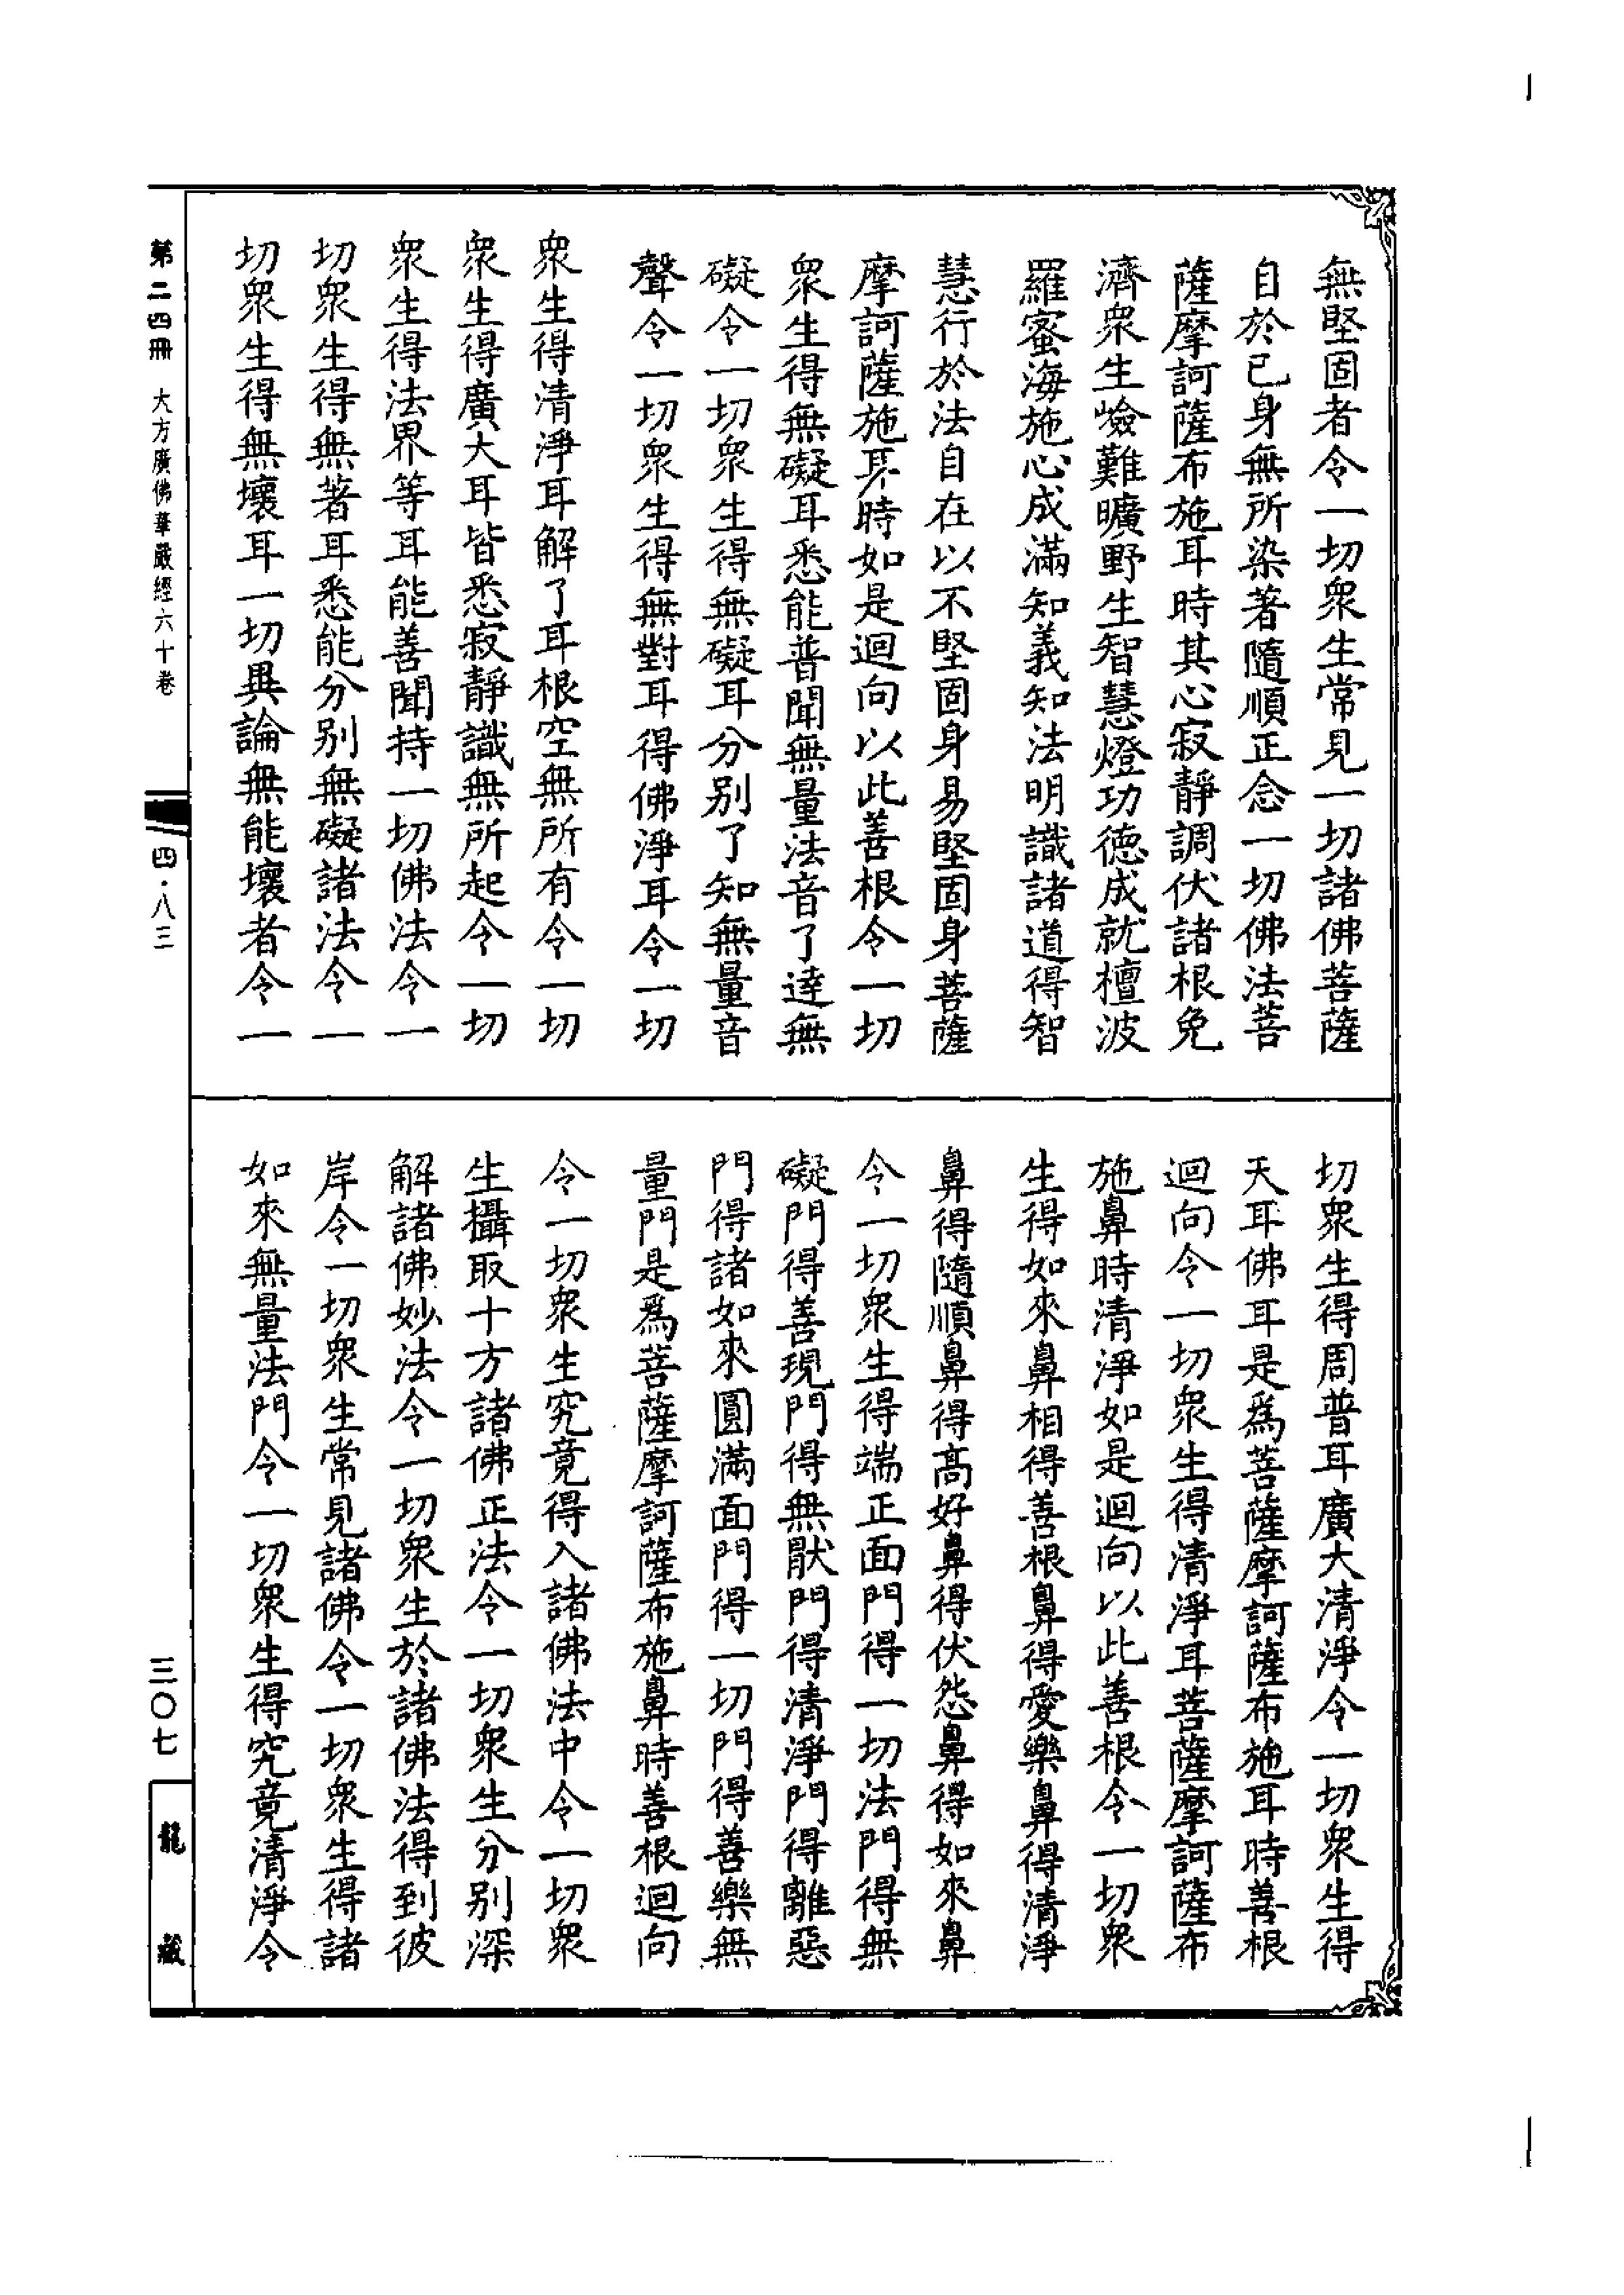 無堅固者令一切衆生常見一切諸佛菩薩
自於已身無所染著隨順正念一切佛法菩
薩摩訶薩布施耳時其心寂靜調伏諸根免
濟衆生嶮難曠野生智慧燈功德成就檀波
羅蜜海施心成滿知義知法明識諸道得智
慧行於法自在以不堅固身易堅固身菩薩
摩訶薩施耳時如是迴向以此善根令一切
衆生得無礙耳悉能普聞無量法音了達無
礙令一切衆生得無礙耳分别了知無量音
聲令一切衆生得無對耳得佛淨耳令一切
衆生得清淨耳解了耳根空無所有令一切
衆生得廣大耳皆悉寂靜識無所起令一切
衆生得法界等耳能善聞持一切佛法令一
切衆生得無著耳悉能分别無礙諸法令一
切衆生得無壞耳一切異論無能壞者令一
切衆生得周普耳廣大清淨令一切衆生得
天耳佛耳是爲菩薩摩訶薩布施耳時善根
迴向令一切衆生得清淨耳菩薩摩訶薩布
施鼻時清淨如是迴向以此善根令一切衆
生得如來鼻鼻相得善根鼻得愛樂鼻得清淨
鼻得隨順鼻得高好鼻得伏怨鼻得如來鼻
令一切衆生得端正面門得一切法門得無
礙門得善現門得無猒門得清淨門得離惡
門得諸如來圓滿面門得一切門得善樂無
量門是爲菩薩摩訶薩布施鼻時善根迴向
令一切衆生究竟得入諸佛法中令一切衆
生攝取十方諸佛正法令一切衆生分别深
解諸佛妙法令一切衆生於諸佛法得到彼
岸令一切衆生常見諸佛令一切衆生得諸
如來無量法門令一切衆生得究竟清淨令
第二四冊 大方廣佛華嚴經六十卷
四·八三
三〇七
龍藏